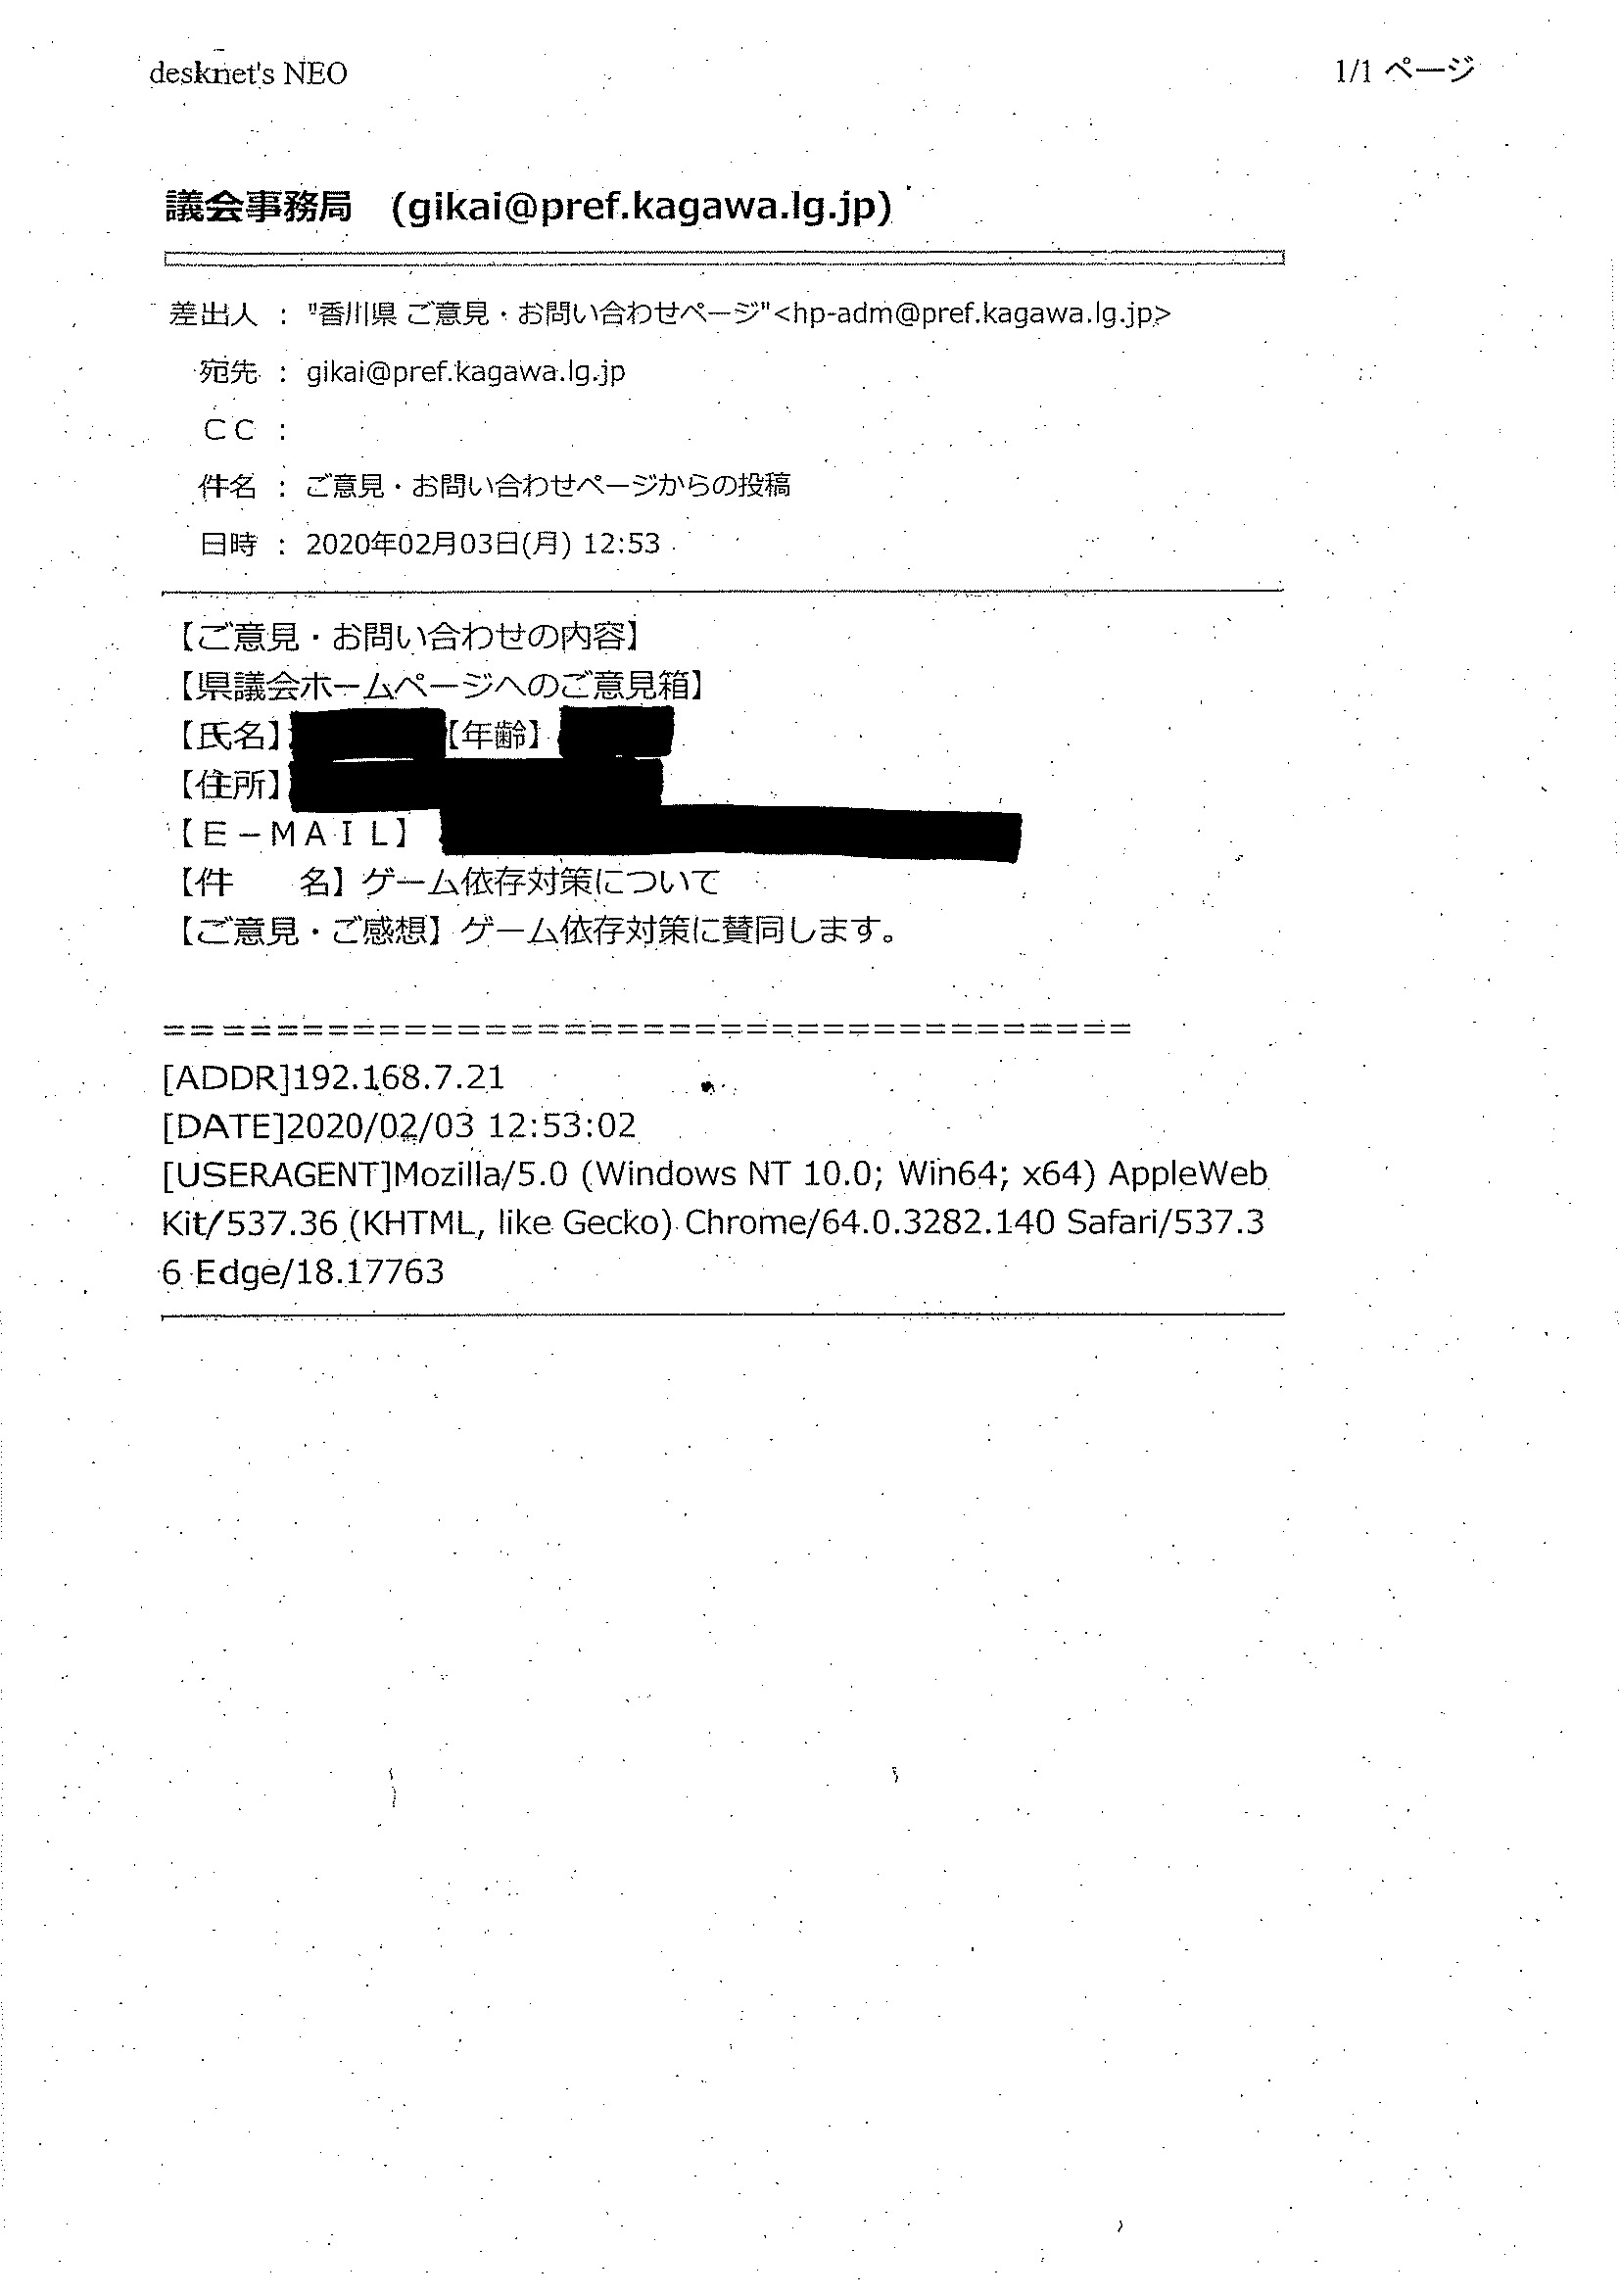 desknet's NEO 1/1 ページ
議会事務局 (gikai@pref.kagawa.lg.jp)
差出人 : "香川県 ご意見・お問い合わせページ"<hp-adm@pref.kagawa.lg.jp>
宛先 : gikai@pref.kagawa.lg.jp
CC :
件名 : ご意見・お問い合わせページからの投稿
日時 : 2020年02月03日(月) 12:53
【ご意見・お問い合わせの内容】
【県議会ホームページへのご意見箱】
【氏名】 【年齢】
【住所】
【E-MAIL】
【件　　名】ゲーム依存対策について
【ご意見・ご感想】ゲーム依存対策に賛同します。
=====================================
[ADDR]192.168.7.21
[DATE]2020/02/03 12:53:02
[USERAGENT]Mozilla/5.0 (Windows NT 10.0; Win64; x64) AppleWeb
Kit/537.36 (KHTML, like Gecko) Chrome/64.0.3282.140 Safari/537.3
6 Edge/18.17763